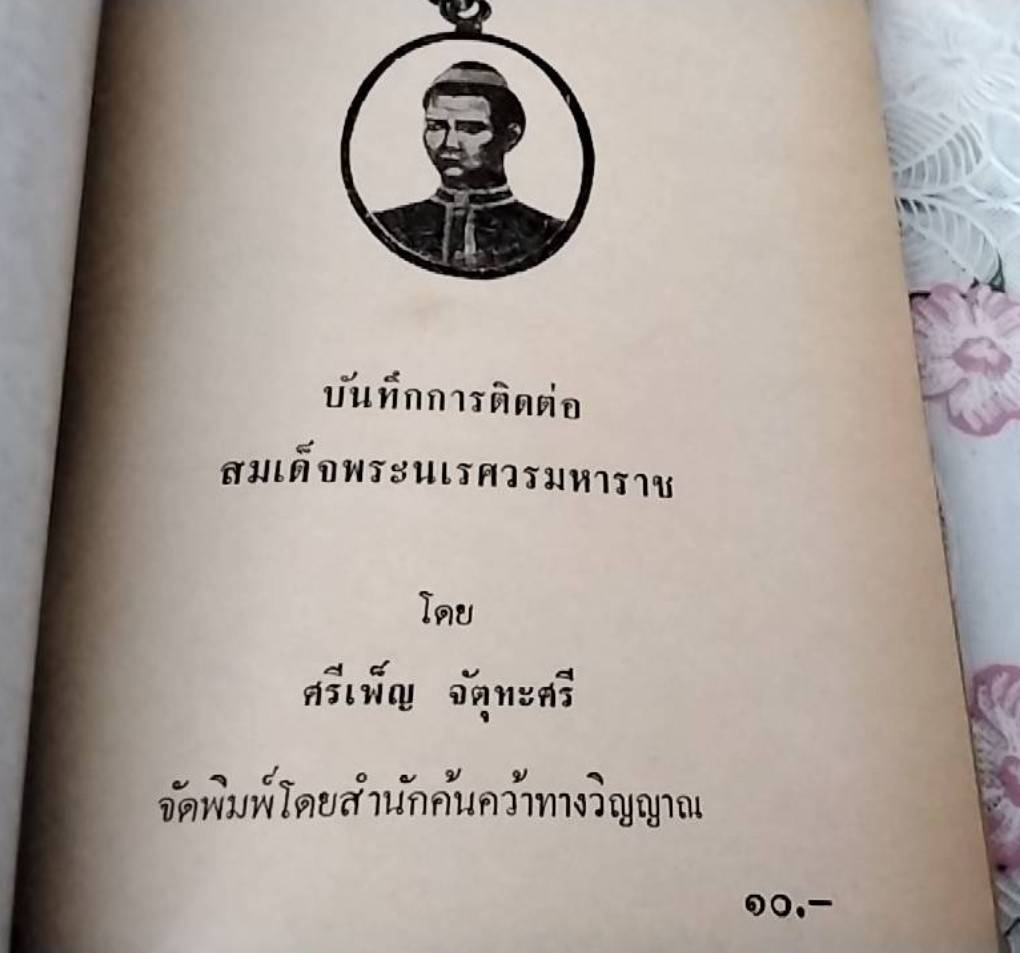 บันทึกการติดต่อ
สมเด็จพระนเรศวรมหาราช
โดย
ศรีเพ็ญ จัตุทะศรี
จัดพิมพ์โดยสำนักค้นคว้าทางวิญญาณ
๑๐.–